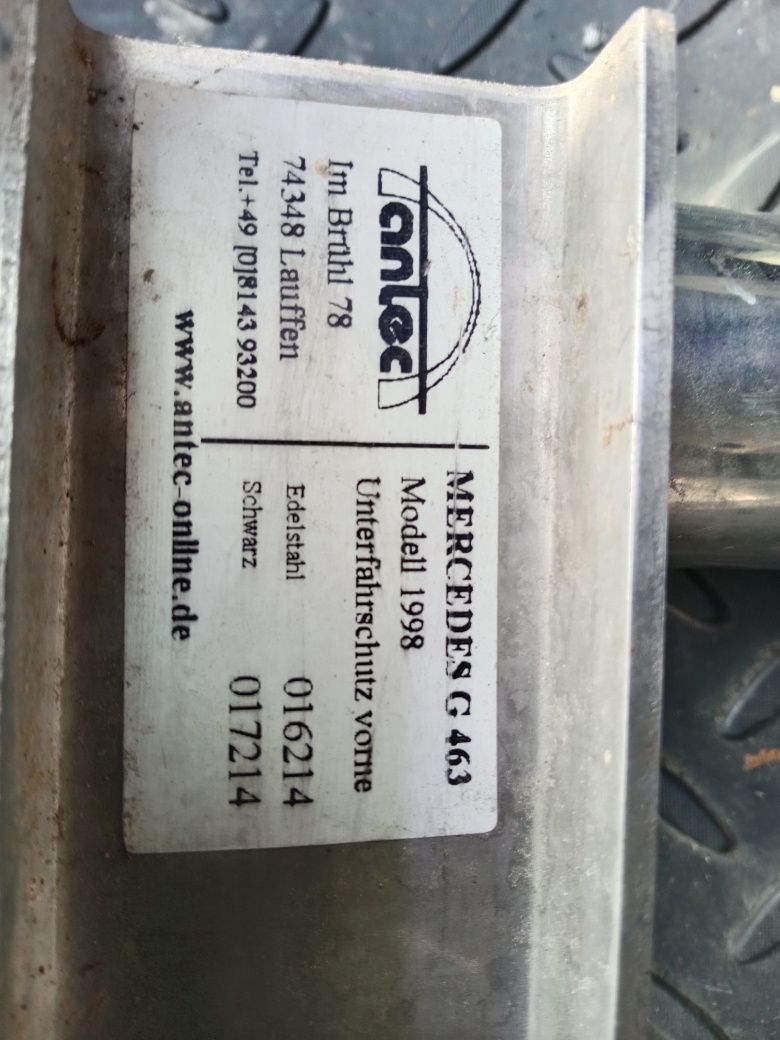 antec
Im Brühl 78
74348 Lauffen
Tel.+49 [0]8143 93200
MERCEDES G 463
Modell 1998
Unterfahrschutz vorne
Edelstahl 016214
Schwarz 017214
www.antec-online.de